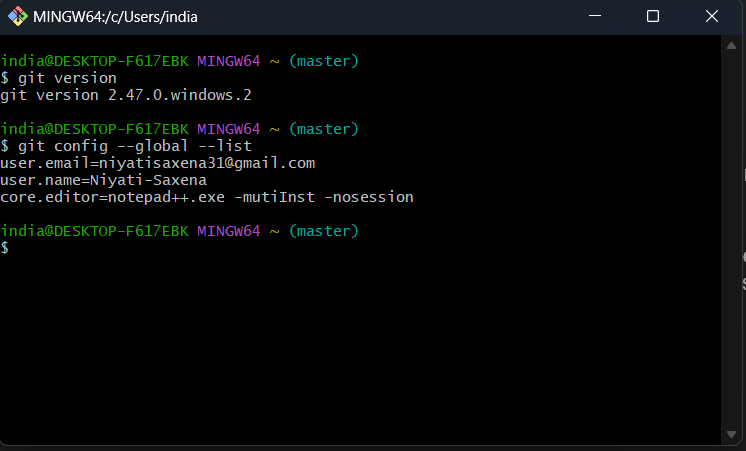 MINGW64:/c/Users/india
india@DESKTOP-F617EBK MINGW64 ~ (master)
$ git version
git version 2.47.0.windows.2
india@DESKTOP-F617EBK MINGW64 ~ (master)
$ git config --global --list
user.email=niyatisaxena31@gmail.com
user.name=Niyati-Saxena
core.editor=notepad++.exe -mutiInst -nosession
india@DESKTOP-F617EBK MINGW64 ~ (master)
$